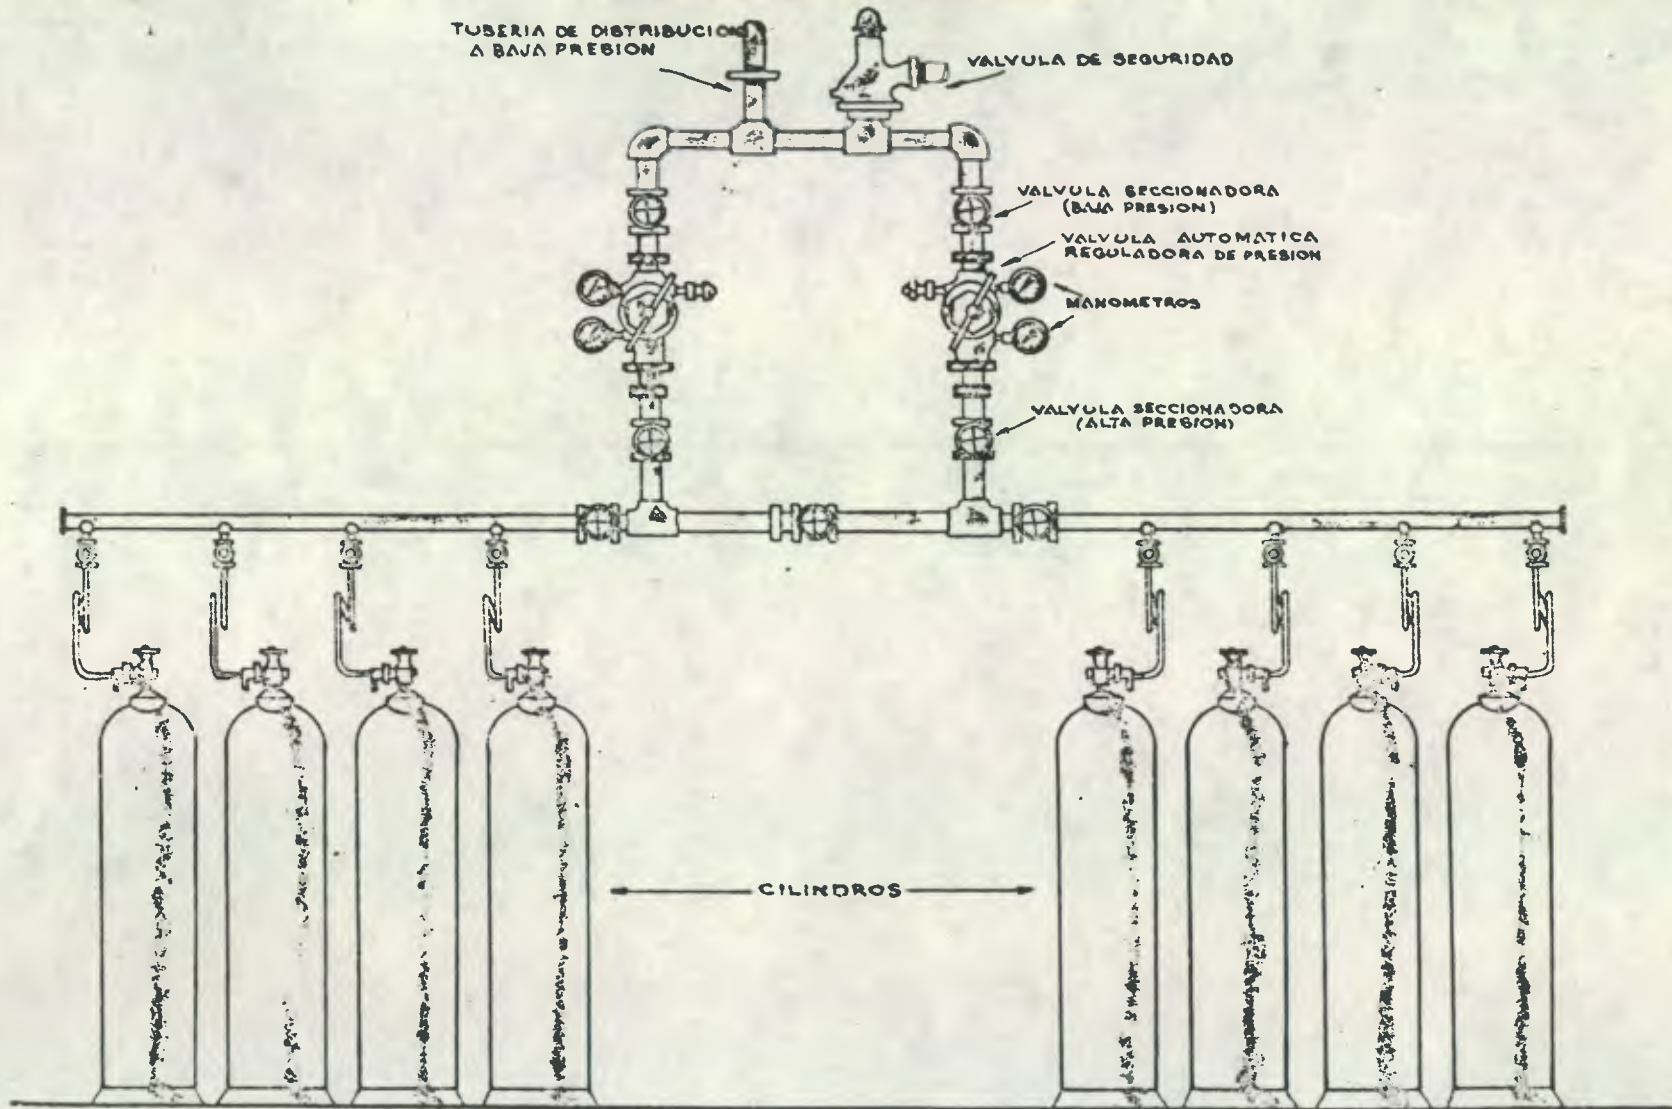 TUBERIA DE DISTRIBUCION
A BAJA PRESION
VALVULA DE SEGURIDAD
VALVULA SECCIONADORA
(BAJA PRESION)
VALVULA AUTOMATICA
REGULADORA DE PRESION
MANOMETROS
VALVULA SECCIONADORA
(ALTA PRESION)
CILINDROS